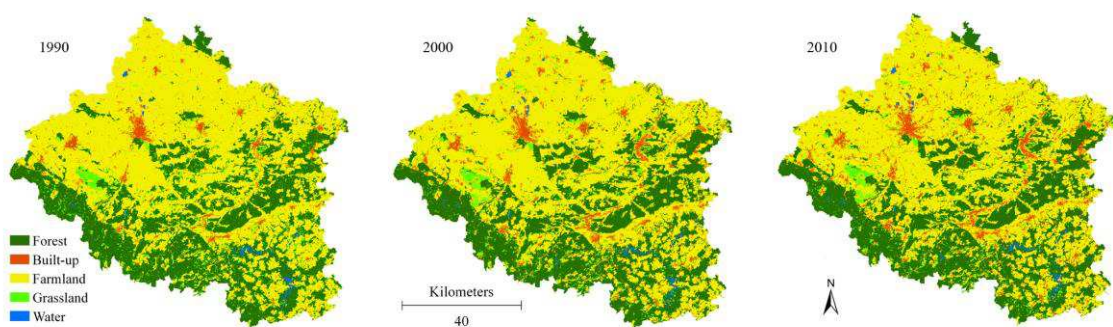 1990
2000
2010
Forest
Built-up
Farmland
Grassland
Water
Kilometers
40
N